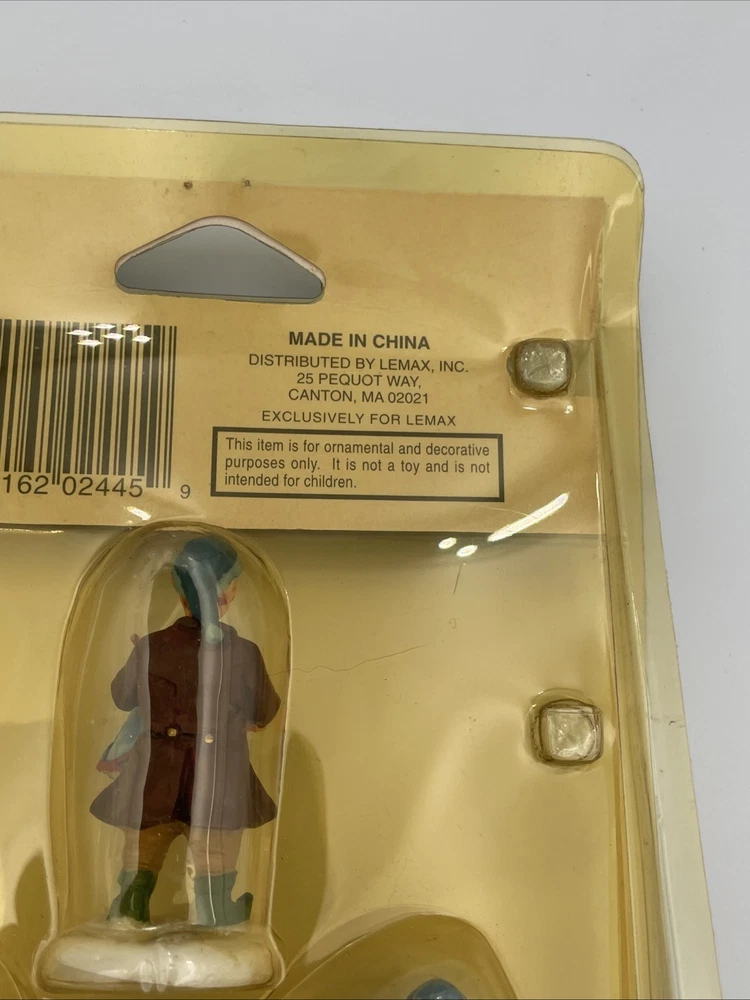 MADE IN CHINA
DISTRIBUTED BY LEMAX, INC.
25 PEQUOT WAY,
CANTON, MA 02021
EXCLUSIVELY FOR LEMAX
This item is for ornamental and decorative
purposes only. It is not a toy and is not
intended for children.
162 02445 9